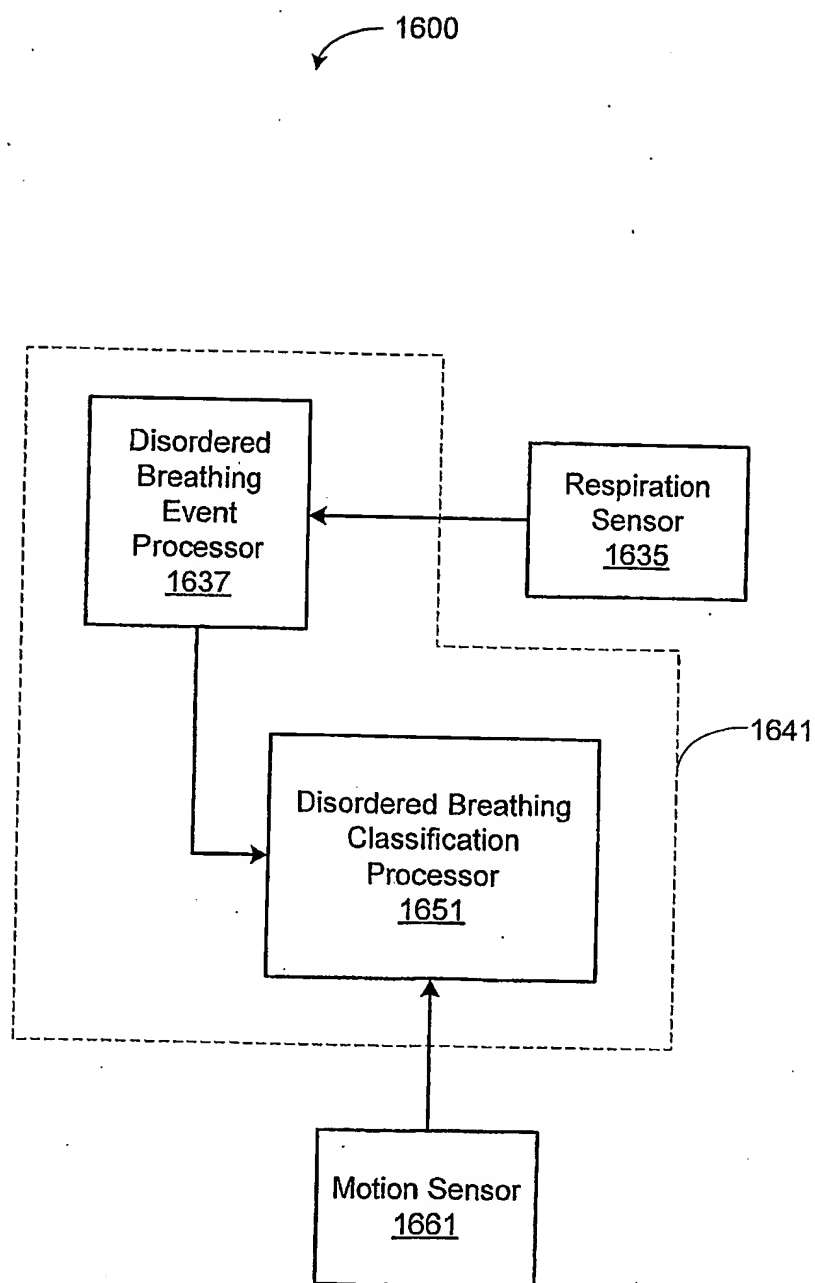 1600
Disordered
Breathing
Event
Processor
1637
Respiration
Sensor
1635
1641
Disordered Breathing
Classification
Processor
1651
Motion Sensor
1661